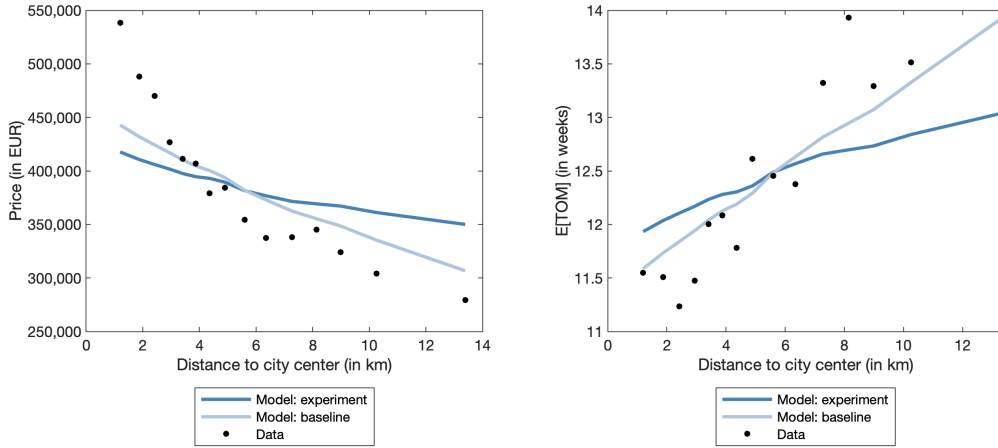 550,000
500,000
450,000
400,000
350,000
300,000
250,000
Price (in EUR)
0 2 4 6 8 10 12 14
Distance to city center (in km)
Model: experiment
Model: baseline
Data
14
13.5
13
12.5
12
11.5
11
E[TOM] (in weeks)
0 2 4 6 8 10 12
Distance to city center (in km)
Model: experiment
Model: baseline
Data